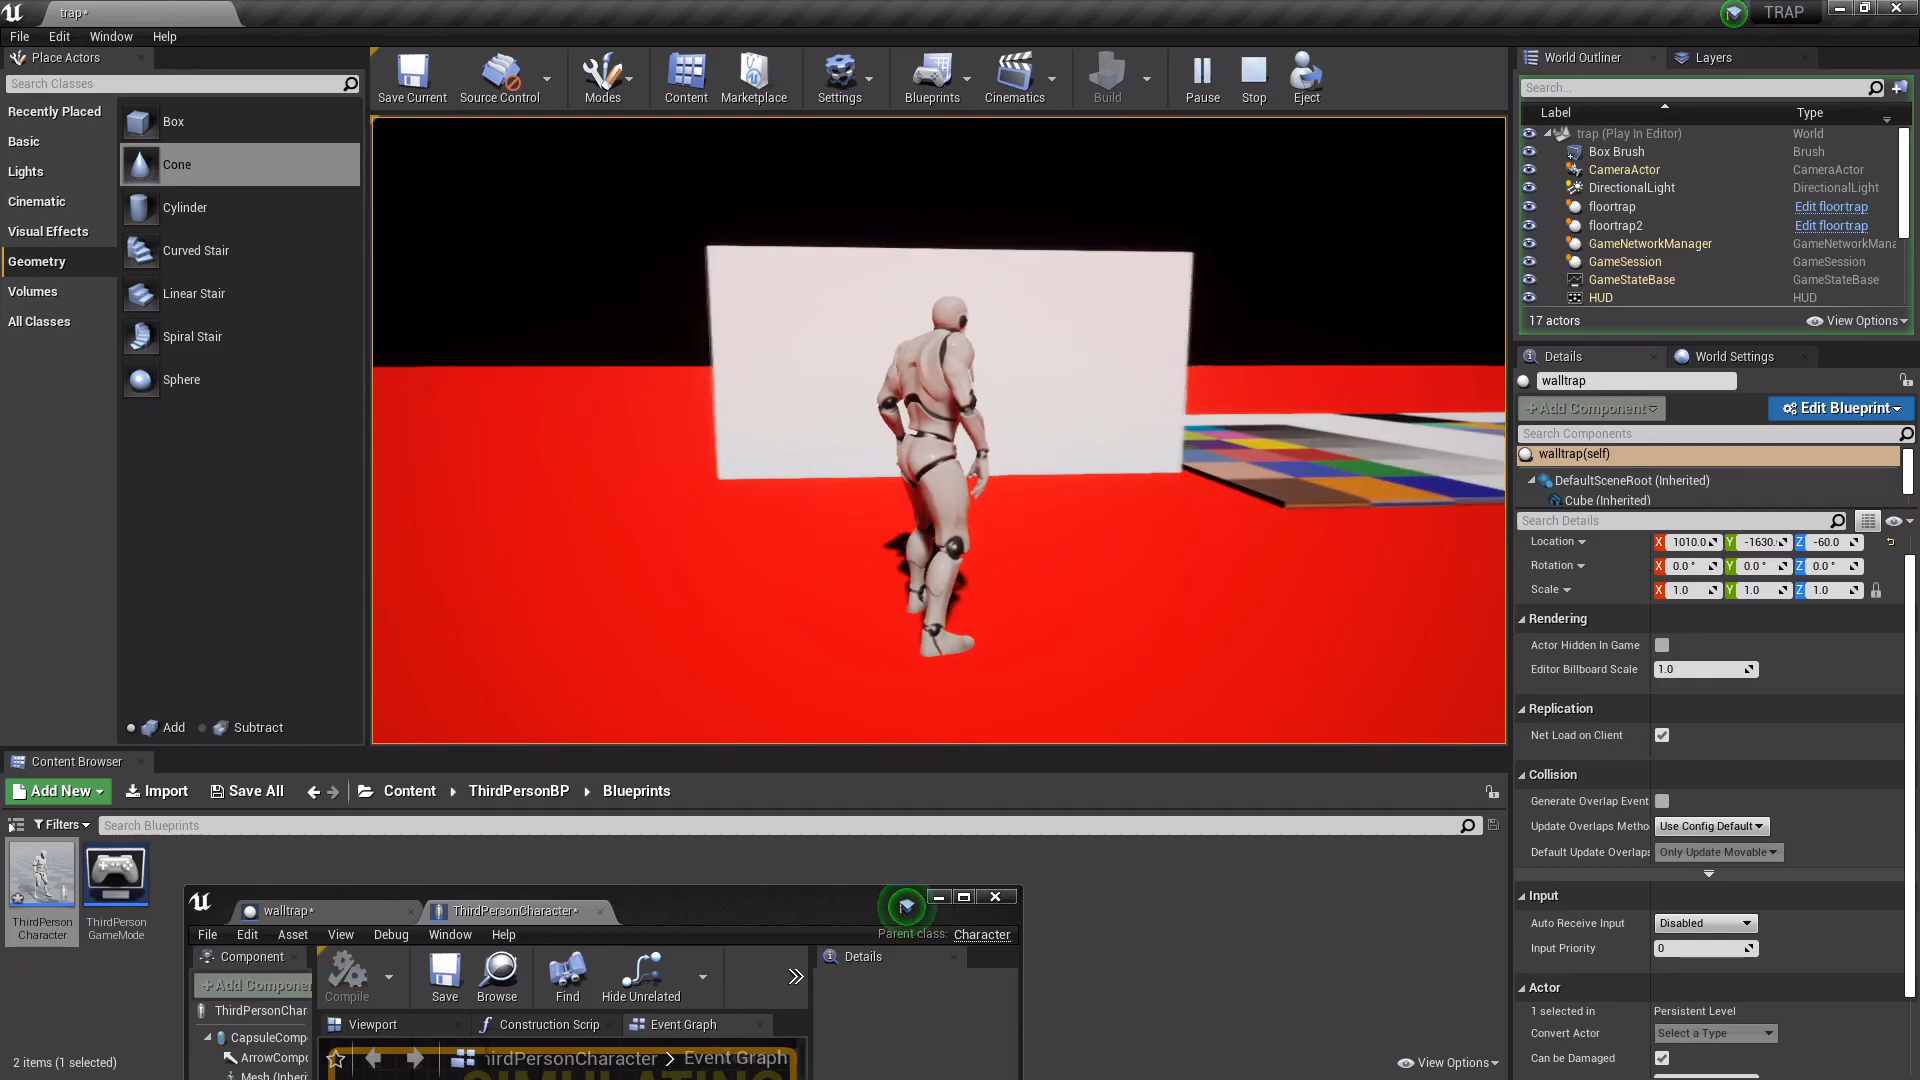 trap*
TRAP
File Edit Window Help
Place Actors
Search Classes
Recently Placed
Basic
Lights
Cinematic
Visual Effects
Geometry
Volumes
All Classes
Box
Cone
Cylinder
Curved Stair
Linear Stair
Spiral Stair
Sphere
Add Subtract
Save Current Source Control Modes Content Marketplace Settings Blueprints Cinematics Build Pause Stop Eject
World Outliner Layers
Search...
Label Type
trap (Play In Editor) World
Box Brush Brush
CameraActor CameraActor
DirectionalLight DirectionalLight
floortrap Edit floortrap
floortrap2 Edit floortrap
GameNetworkManager GameNetworkMana
GameSession GameSession
GameStateBase GameStateBase
HUD HUD
17 actors View Options
Details World Settings
walltrap
+Add Component Edit Blueprint
Search Components
walltrap(self)
DefaultSceneRoot (Inherited)
Cube (Inherited)
Search Details
Location X 1010.0 Y -1630. Z -60.0
Rotation X 0.0 ° Y 0.0 ° Z 0.0 °
Scale X 1.0 Y 1.0 Z 1.0
Rendering
Actor Hidden In Game
Editor Billboard Scale 1.0
Replication
Net Load on Client
Collision
Generate Overlap Event
Update Overlaps Metho Use Config Default
Default Update Overlaps Only Update Movable
Input
Auto Receive Input Disabled
Input Priority 0
Actor
1 selected in Persistent Level
Convert Actor Select a Type
Can be Damaged
Content Browser
Add New Import Save All Content ThirdPersonBP Blueprints
Filters Search Blueprints
ThirdPerson
Character
ThirdPerson
GameMode
2 items (1 selected) View Options
walltrap* ThirdPersonCharacter*
File Edit Asset View Debug Window Help Parent class: Character
Component
+Add Compone
ThirdPersonChar
CapsuleComp
ArrowCompo
Mesh (Inheri
Compile Save Browse Find Hide Unrelated
Details
Viewport Construction Scrip Event Graph
hirdPersonCharacter > Event Graph
SIMULATING